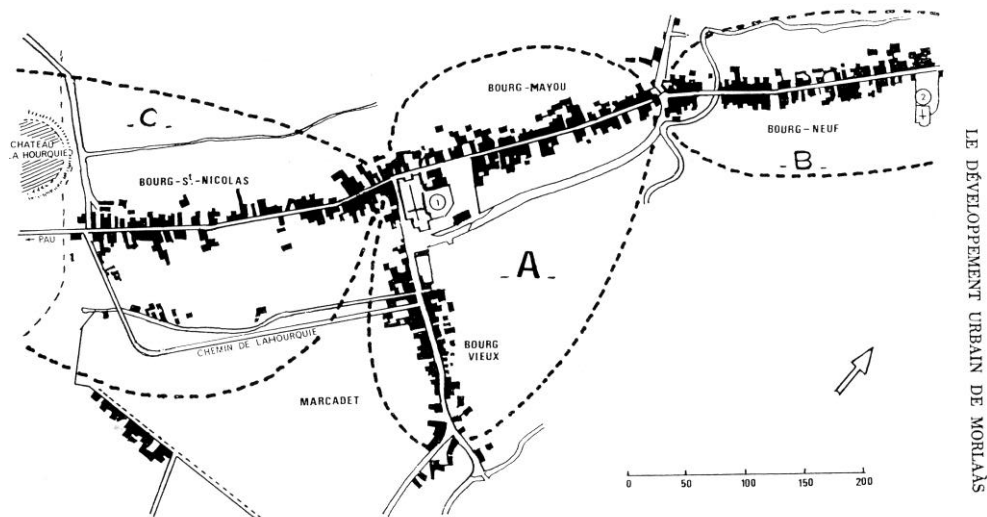 BOURG-MAYOU
2
BOURG-NEUF
- B -
- C -
CHATEAU
LA HOURQUIE
BOURG-St.-NICOLAS
1
← PAU
1
- A -
CHEMIN DE LAHOURQUIE
BOURG
VIEUX
MARCADET
0 50 100 150 200
LE DÉVELOPPEMENT URBAIN DE MORLAÀS